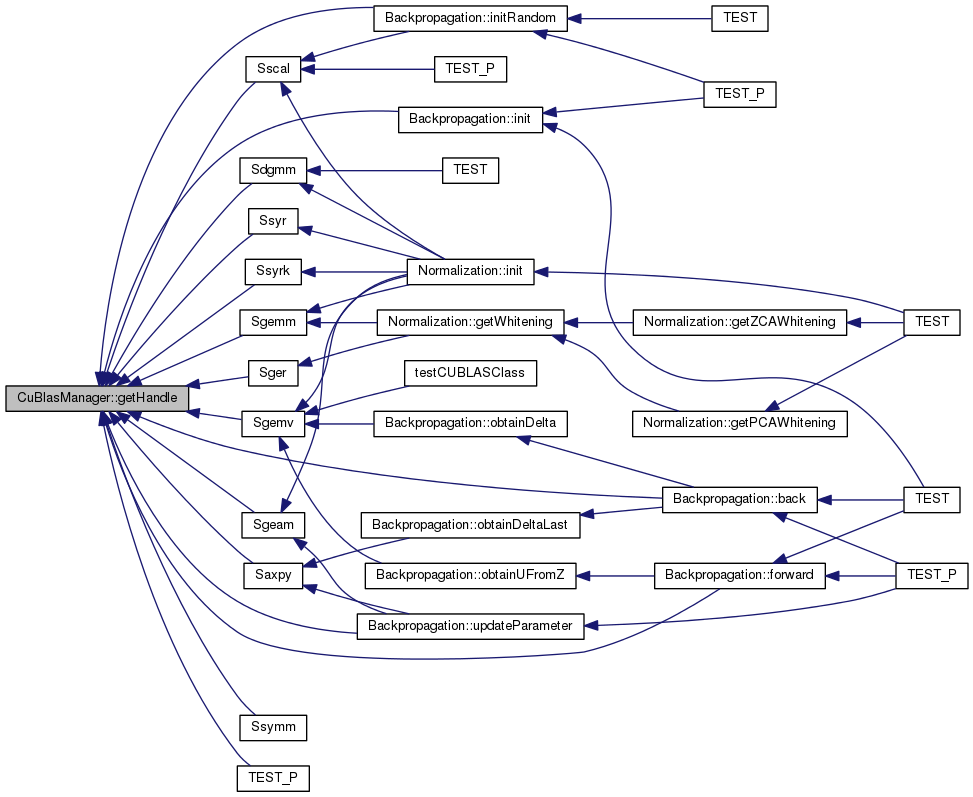 Backpropagation::initRandom
TEST
Sscal
TEST_P
TEST_P
Backpropagation::init
Sdgmm
TEST
Ssyr
Ssyrk
Normalization::init
Sgemm
Normalization::getWhitening
Normalization::getZCAWhitening
TEST
Sger
testCUBLASClass
CuBlasManager::getHandle
Sgemv
Backpropagation::obtainDelta
Normalization::getPCAWhitening
Backpropagation::back
TEST
Sgeam
Backpropagation::obtainDeltaLast
Saxpy
Backpropagation::obtainUFromZ
Backpropagation::forward
TEST_P
Backpropagation::updateParameter
Ssymm
TEST_P